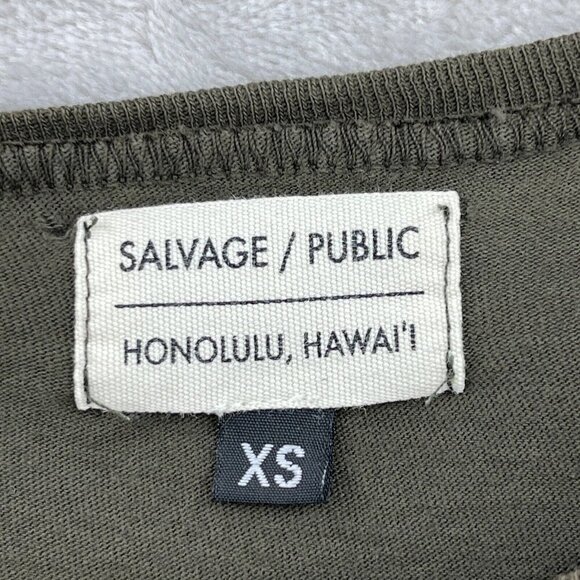 SALVAGE / PUBLIC
HONOLULU, HAWAI'I
XS